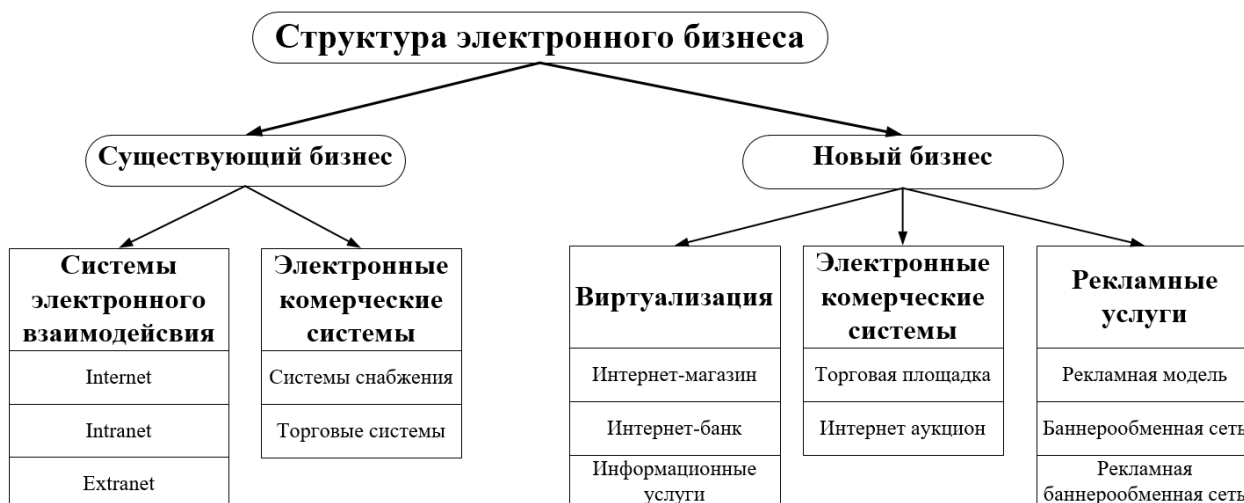 Структура электронного бизнеса
Существующий бизнес
Новый бизнес
Системы
электронного
взаимодейсвия
Internet
Intranet
Extranet
Электронные
комерческие
системы
Системы снабжения
Торговые системы
Виртуализация
Интернет-магазин
Интернет-банк
Информационные
услуги
Электронные
комерческие
системы
Торговая площадка
Интернет аукцион
Рекламные
услуги
Рекламная модель
Баннерообменная сеть
Рекламная
баннерообменная сеть